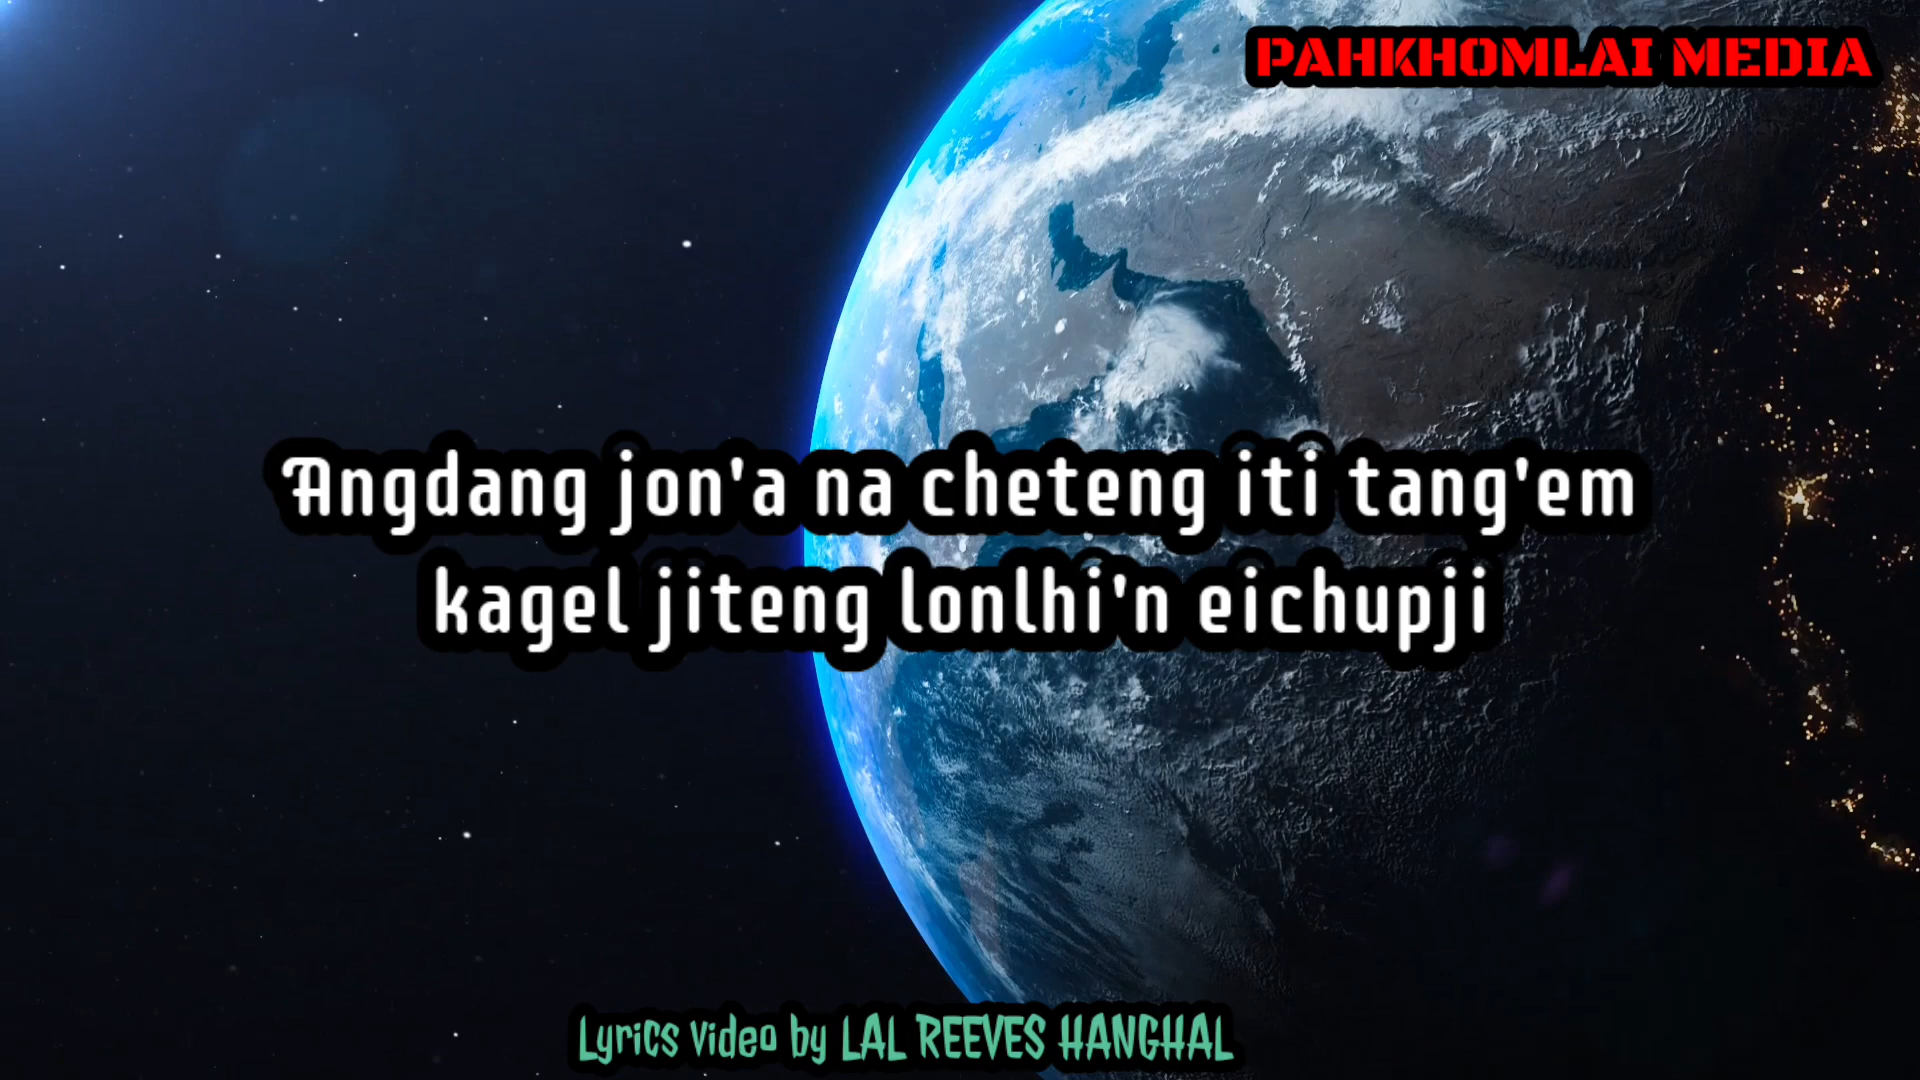 PAHKHOMLAI MEDIA
Angdang jon'a na cheteng iti tang'em
kagel jiteng lonlhi'n eichupji
Lyrics video by LAL REEVES HANGHAL